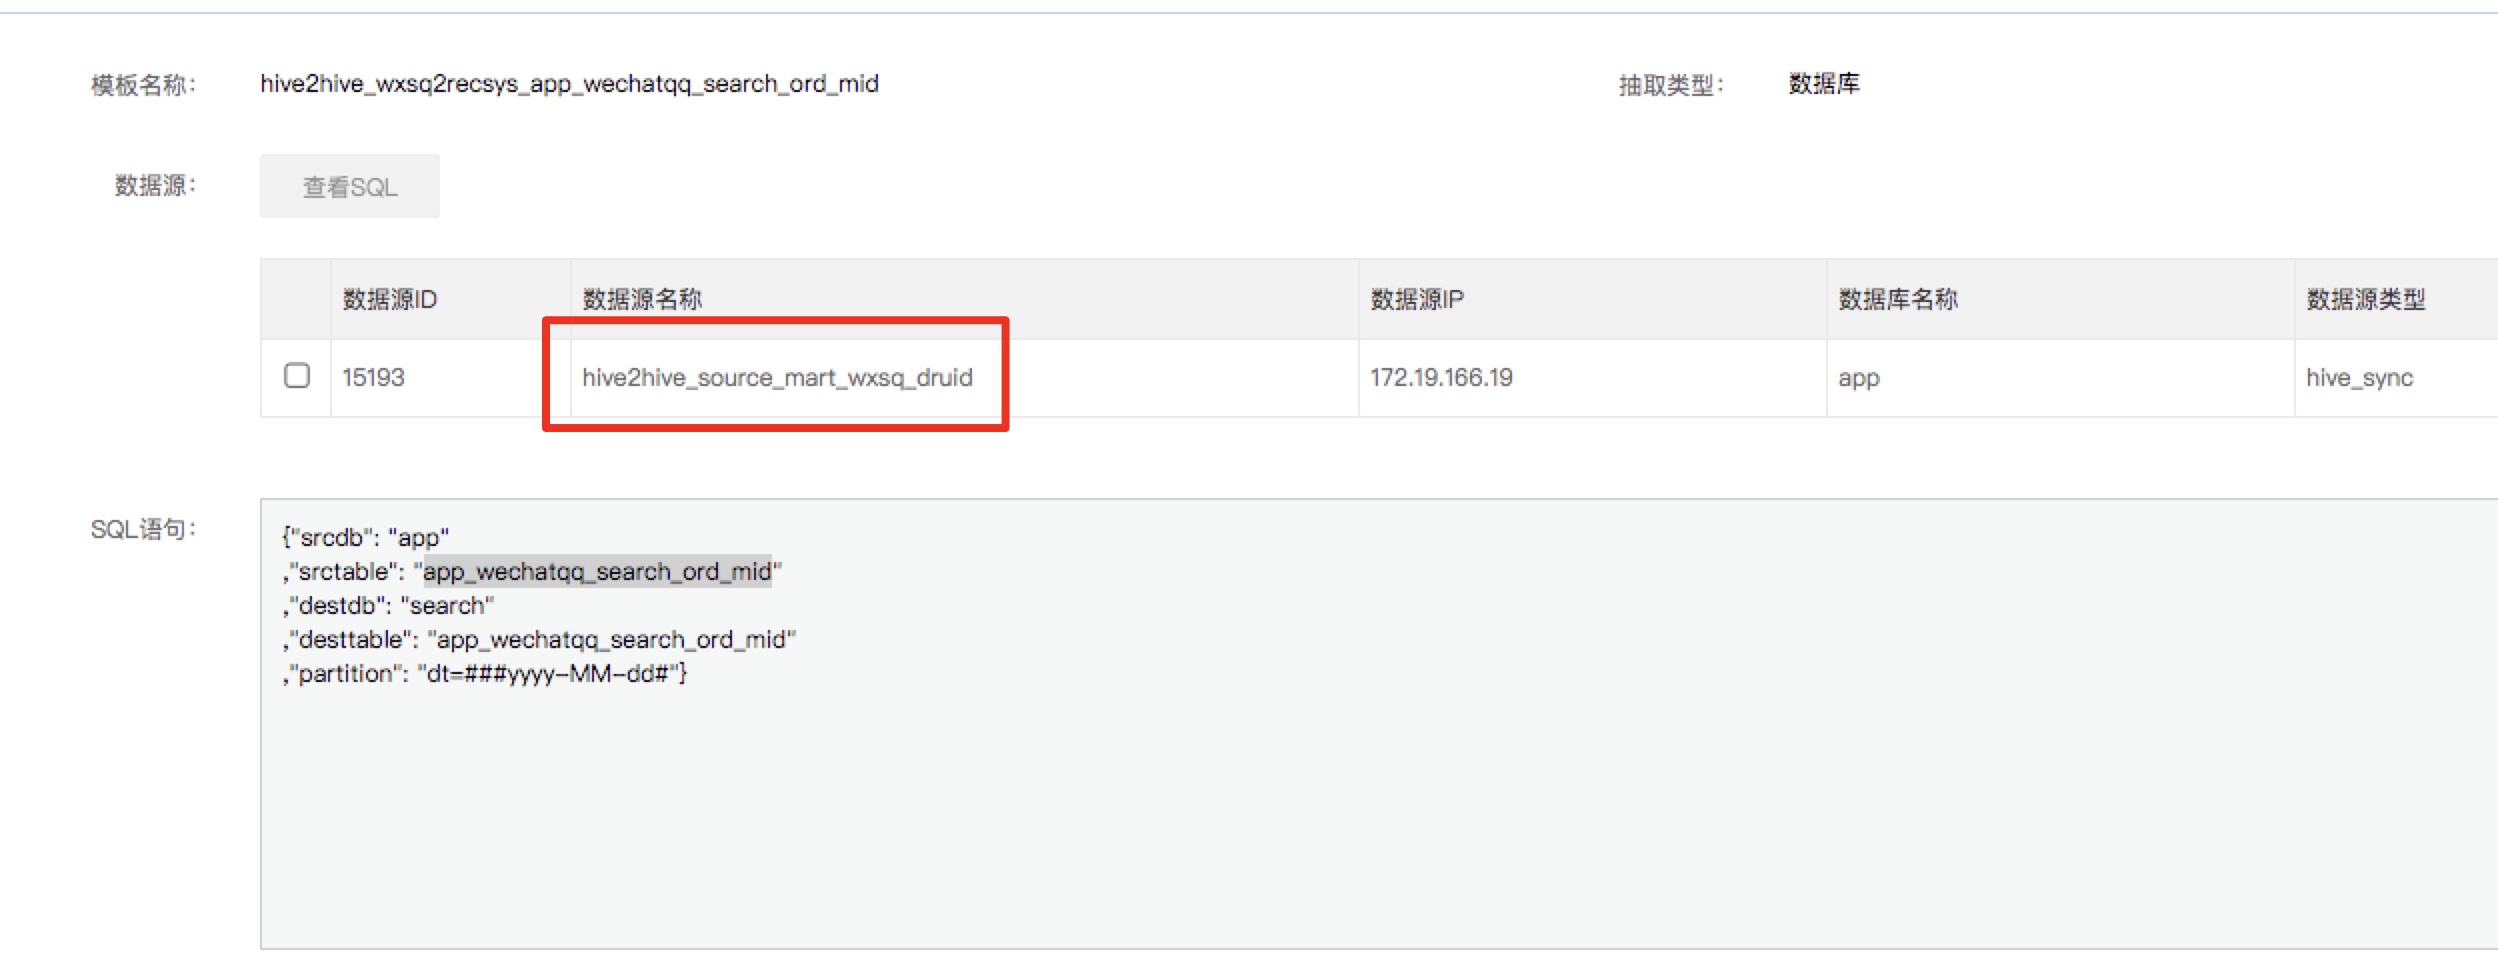 模板名称： hive2hive_wxsq2recsys_app_wechatqq_search_ord_mid 抽取类型： 数据库
数据源： 查看SQL
数据源ID 数据源名称 数据源IP 数据库名称 数据源类型
15193 hive2hive_source_mart_wxsq_druid 172.19.166.19 app hive_sync
SQL语句： {"srcdb": "app"
,"srctable": "app_wechatqq_search_ord_mid"
,"destdb": "search"
,"desttable": "app_wechatqq_search_ord_mid"
,"partition": "dt=###yyyy-MM-dd#"}